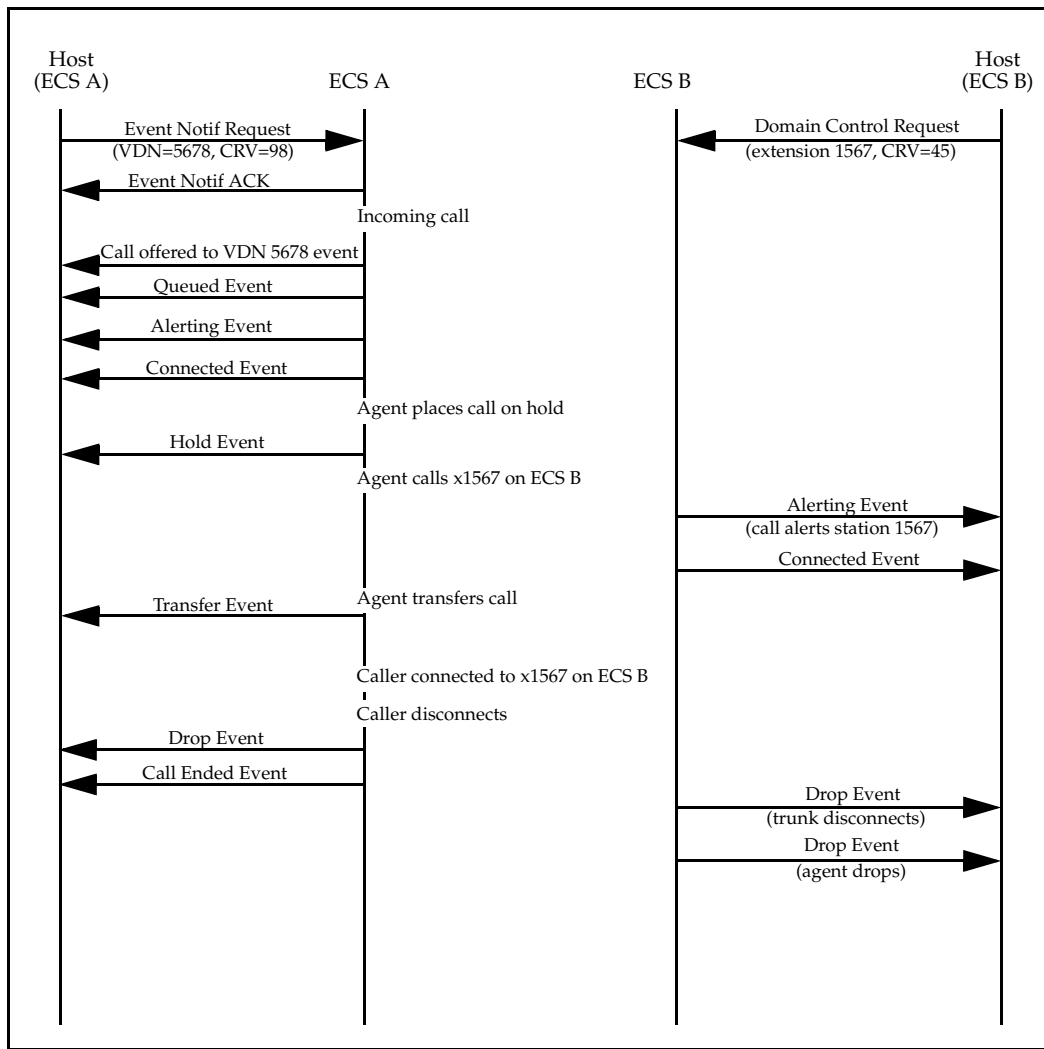 Host
(ECS A)
ECS A
ECS B
Host
(ECS B)
Event Notif Request
(VDN=5678, CRV=98)
Domain Control Request
(extension 1567, CRV=45)
Event Notif ACK
Incoming call
Call offered to VDN 5678 event
Queued Event
Alerting Event
Connected Event
Agent places call on hold
Hold Event
Agent calls x1567 on ECS B
Alerting Event
(call alerts station 1567)
Connected Event
Agent transfers call
Transfer Event
Caller connected to x1567 on ECS B
Caller disconnects
Drop Event
Call Ended Event
Drop Event
(trunk disconnects)
Drop Event
(agent drops)